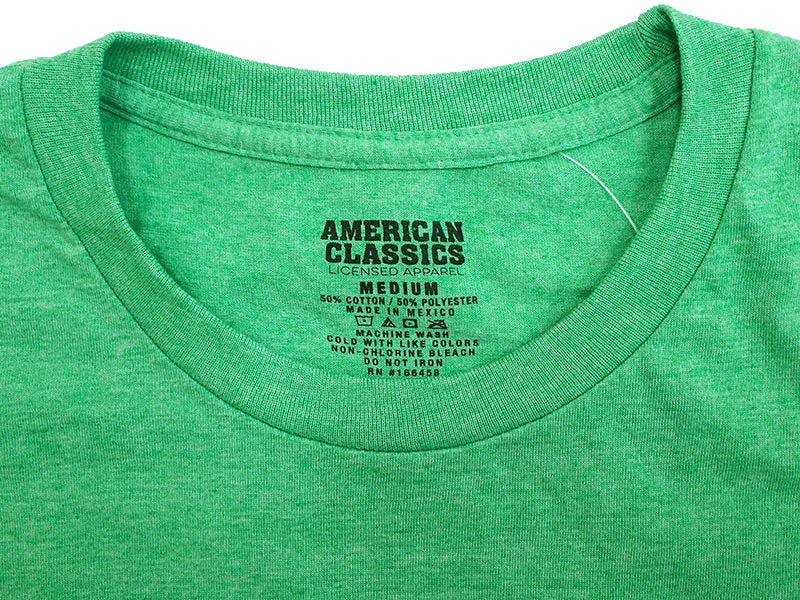 AMERICAN
CLASSICS
LICENSED APPAREL
MEDIUM
50% COTTON / 50% POLYESTER
MADE IN MEXICO
MACHINE WASH
COLD WITH LIKE COLORS
NON-CHLORINE BLEACH
DO NOT IRON
RN #166458